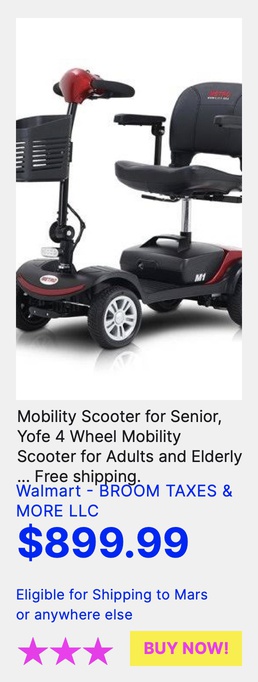 M1
Mobility Scooter for Senior,
Yofe 4 Wheel Mobility
Scooter for Adults and Elderly
... Free shipping.
Walmart - BROOM TAXES &
MORE LLC
$899.99
Eligible for Shipping to Mars
or anywhere else
BUY NOW!